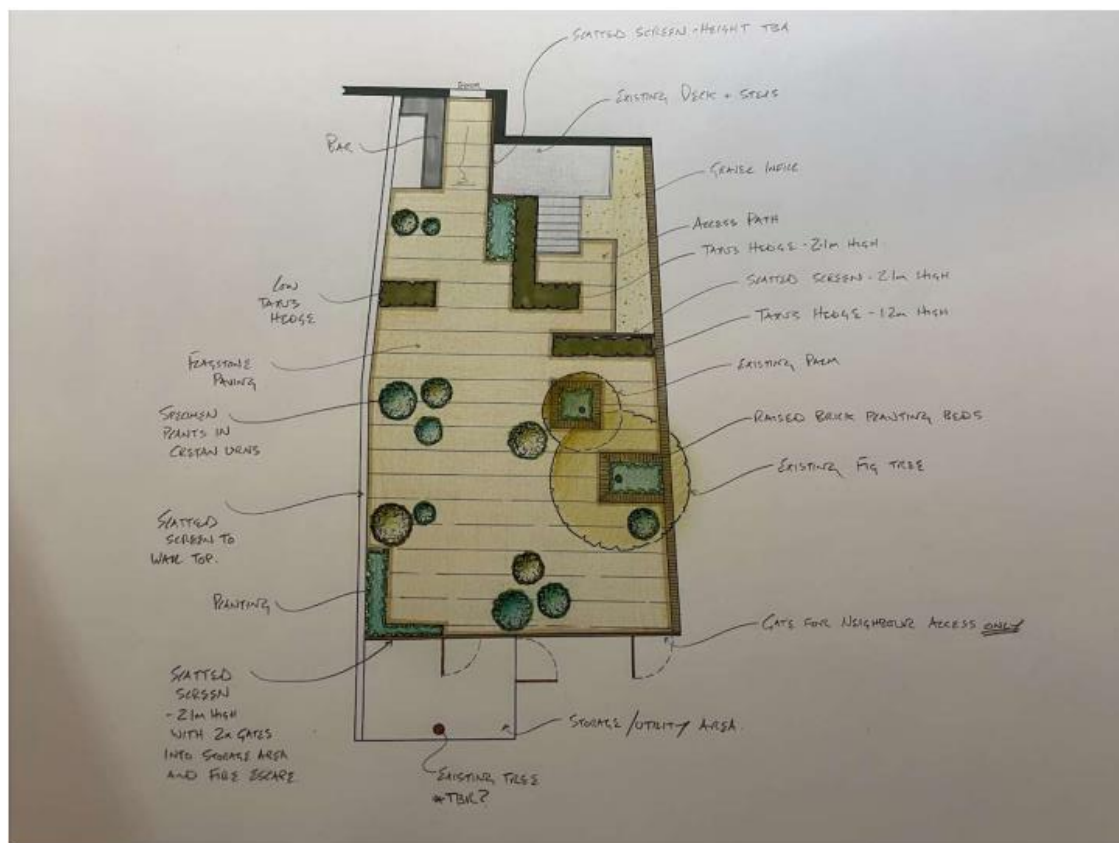 SLATTED SCREEN - HEIGHT TBA
DOOR
EXISTING DECK + STEPS
BAR
GRAVEL INFILL
ACCESS PATH
TAXUS HEDGE - 2.1m HIGH.
SLATTED SCREEN - 2.1m HIGH
TAXUS HEDGE - 1.2m HIGH
LOW
TAXUS
HEDGE
FLAGSTONE
PAVING
EXISTING PALM
SPECIMEN
PLANTS IN
CRETAN URNS
RAISED BRICK PLANTING BEDS
EXISTING FIG TREE
SLATTED
SCREEN TO
WALL TOP.
PLANTING
GATE FOR NEIGHBOUR ACCESS ONLY
SLATTED
SCREEN
- 2.1m HIGH
WITH 2x GATES
INTO STORAGE AREA
AND FIRE ESCAPE
STORAGE / UTILITY AREA.
EXISTING TREE
* TBR?